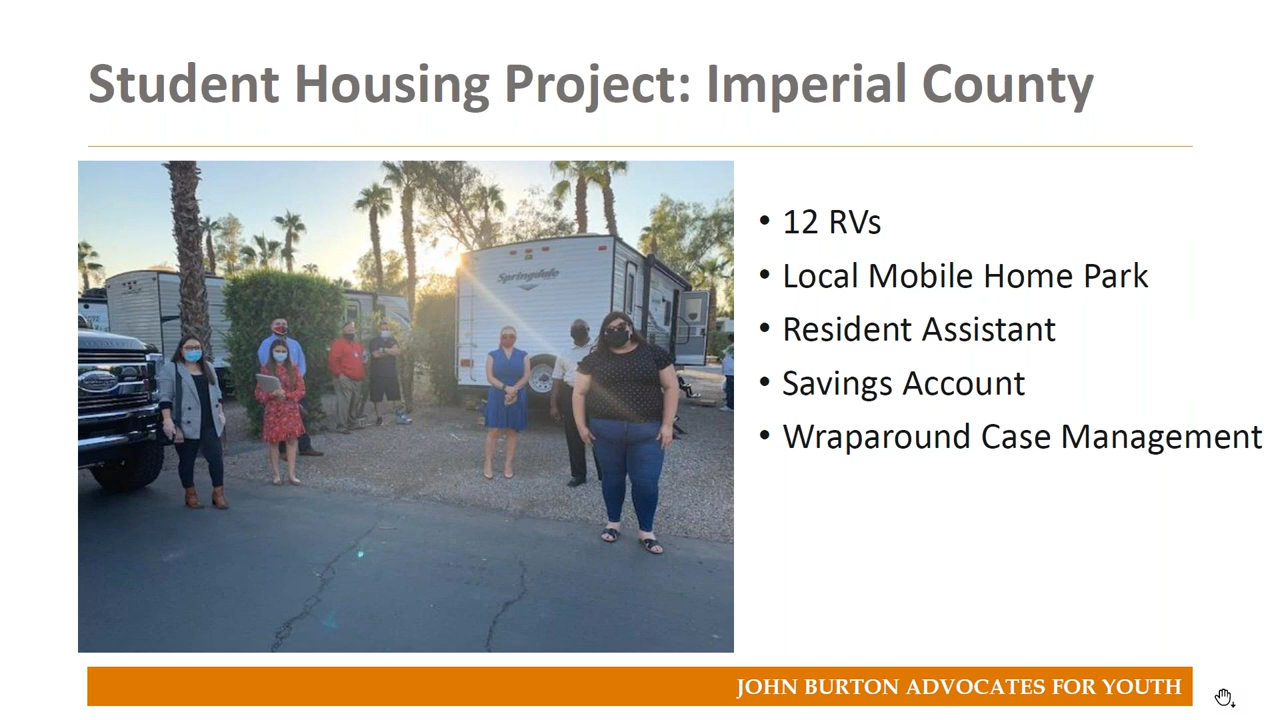 Student Housing Project: Imperial County
Springdale
• 12 RVs
• Local Mobile Home Park
• Resident Assistant
• Savings Account
• Wraparound Case Management
JOHN BURTON ADVOCATES FOR YOUTH